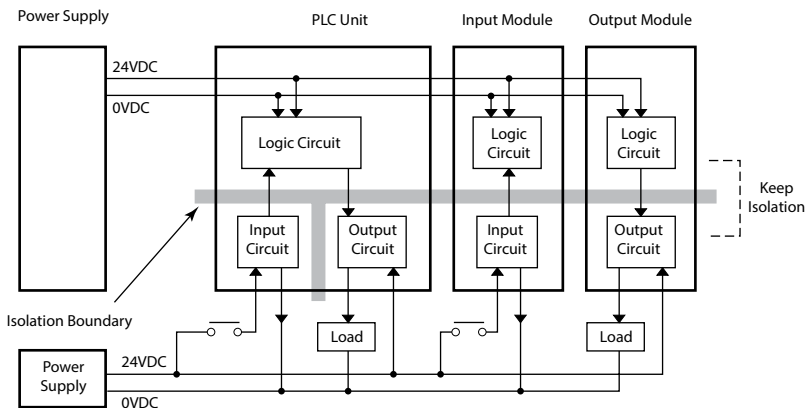 Power Supply
PLC Unit
Input Module
Output Module
24VDC
0VDC
Logic Circuit
Logic
Circuit
Logic
Circuit
Keep
Isolation
Input
Circuit
Output
Circuit
Input
Circuit
Output
Circuit
Isolation Boundary
Load
Load
Power
Supply
24VDC
0VDC